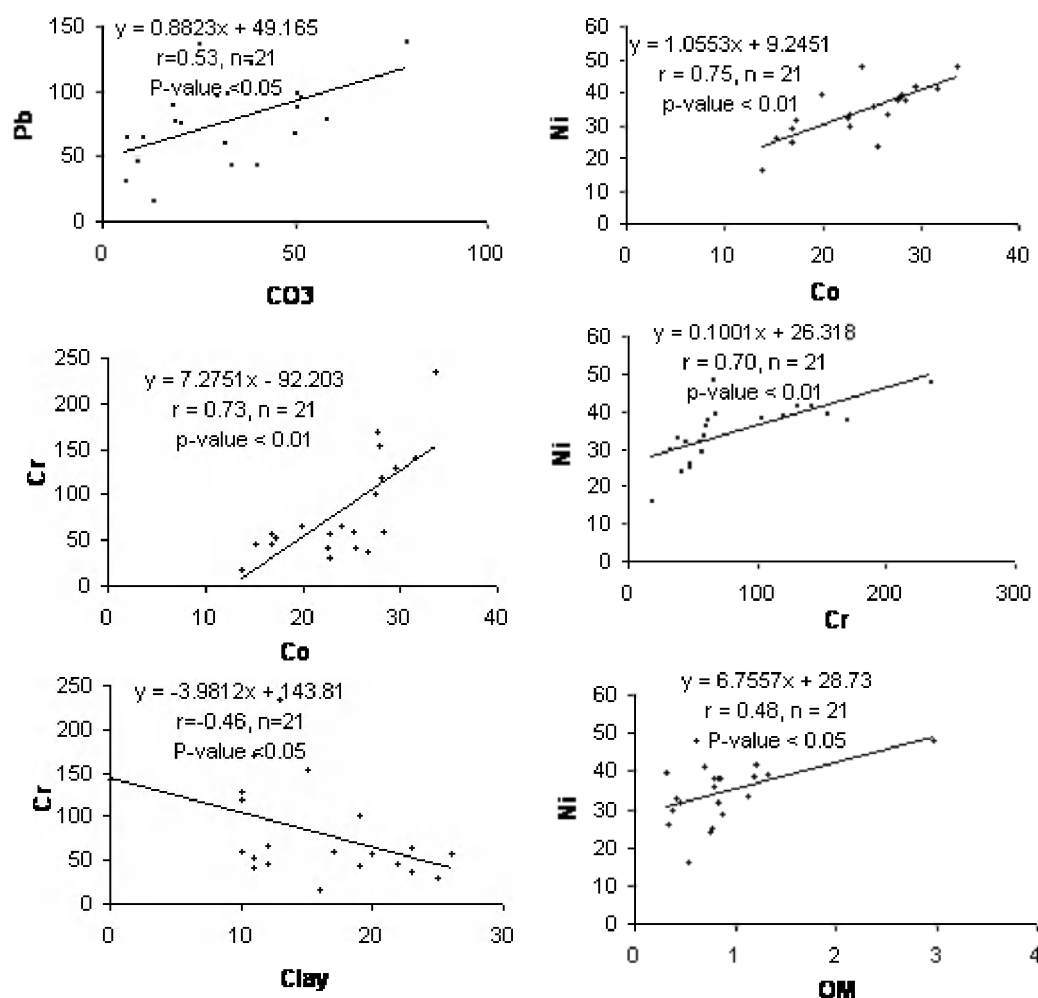 y = 0.8823x + 49.165
r=0.53, n=21
P-value <0.05
150
100
50
0
Pb
0
50
100
CO3
y = 1.0553x + 9.2451
r = 0.75, n = 21
p-value < 0.01
60
50
40
30
20
10
0
Ni
0
10
20
30
40
Co
y = 7.2751x - 92.203
r = 0.73, n = 21
p-value < 0.01
250
200
150
100
50
0
Cr
0
10
20
30
40
Co
y = 0.1001x + 26.318
r = 0.70, n = 21
p-value < 0.01
60
50
40
30
20
10
0
Ni
0
100
200
300
Cr
y = -3.9812x + 143.81
r=-0.46, n=21
P-value <0.05
250
200
150
100
50
0
Cr
0
10
20
30
Clay
y = 6.7557x + 28.73
r = 0.48, n = 21
P-value < 0.05
60
50
40
30
20
10
0
Ni
0
1
2
3
4
OM